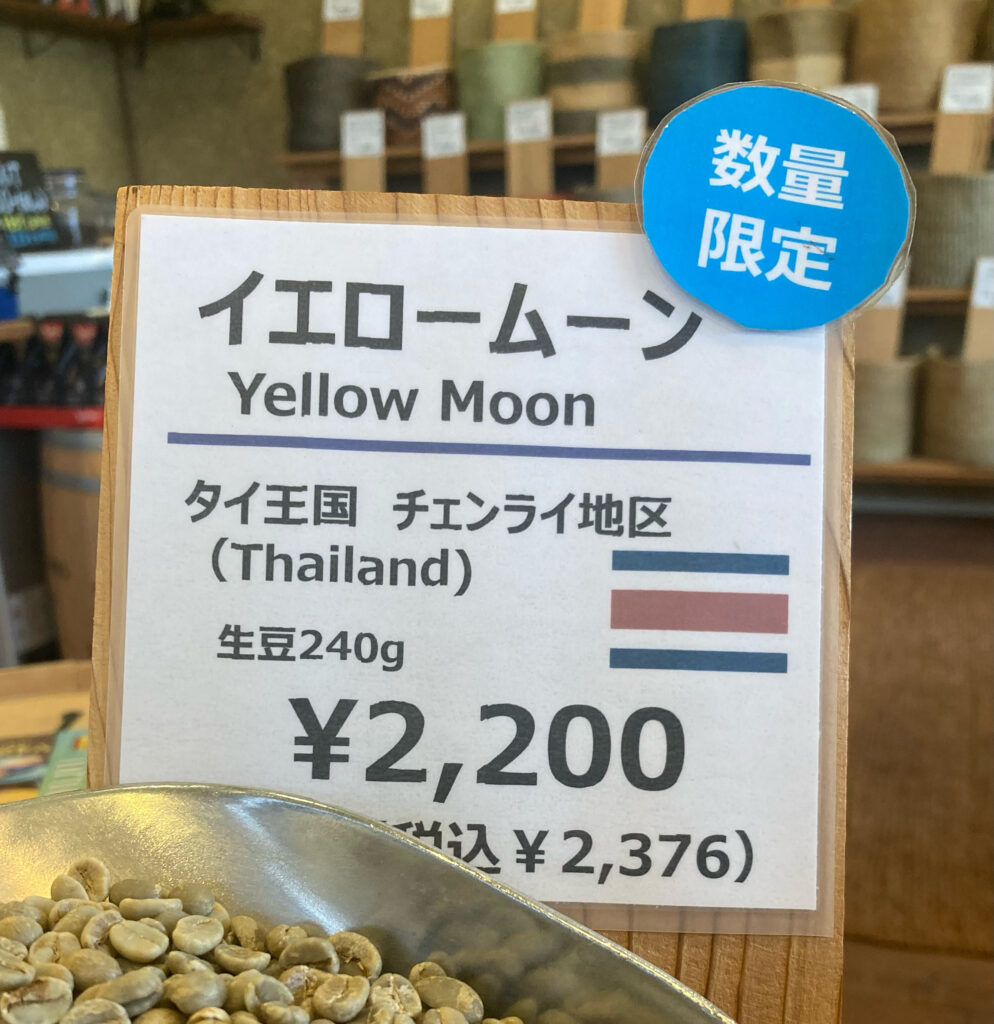 数量
限定
イエロームーン
Yellow Moon
タイ王国 チェンライ地区
(Thailand)
生豆240g
¥2,200
税込¥2,376)